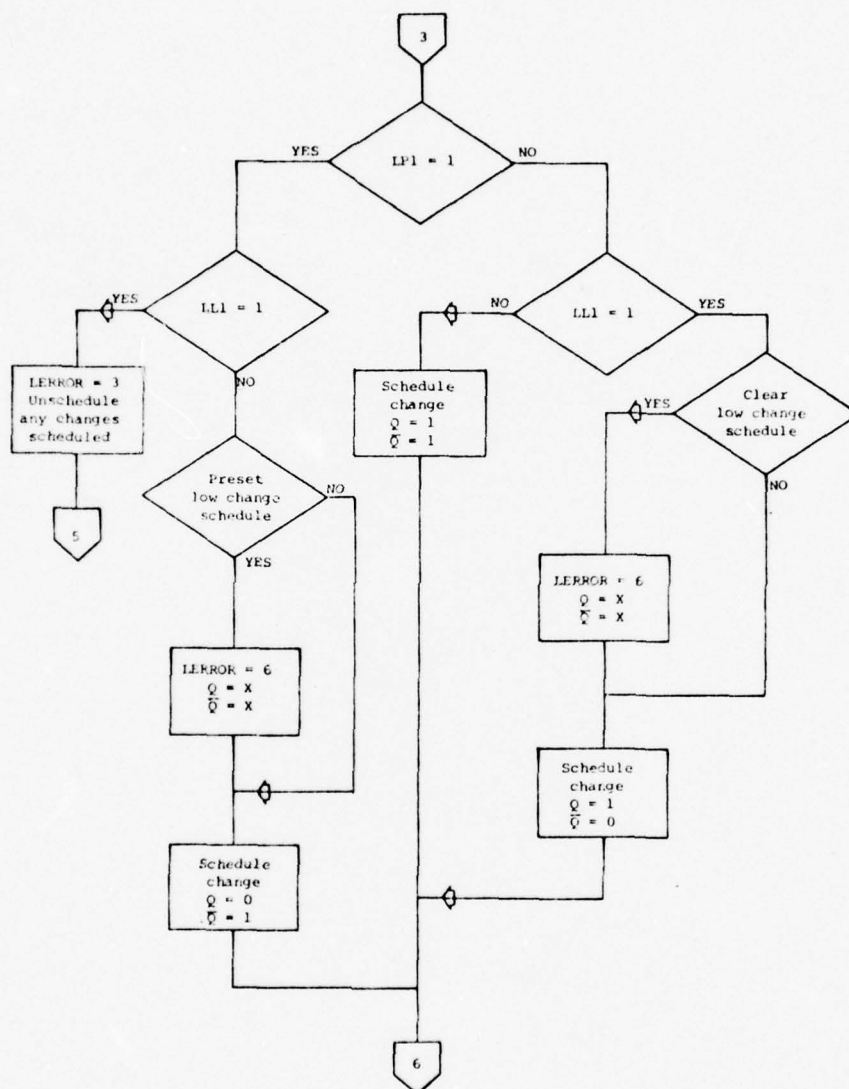 3
YES
LP1 = 1
NO
YES
LL1 = 1
NO
LL1 = 1
YES
LERROR = 3
Unschedule
any changes
scheduled
NO
Schedule
change
Q = 1
Q̅ = 1
YES
Clear
low change
schedule
NO
5
Preset
low change
schedule
NO
YES
LERROR = 6
Q = X
Q̅ = X
LERROR = 6
Q = X
Q̅ = X
Schedule
change
Q = 1
Q̅ = 0
Schedule
change
Q = 0
Q̅ = 1
6